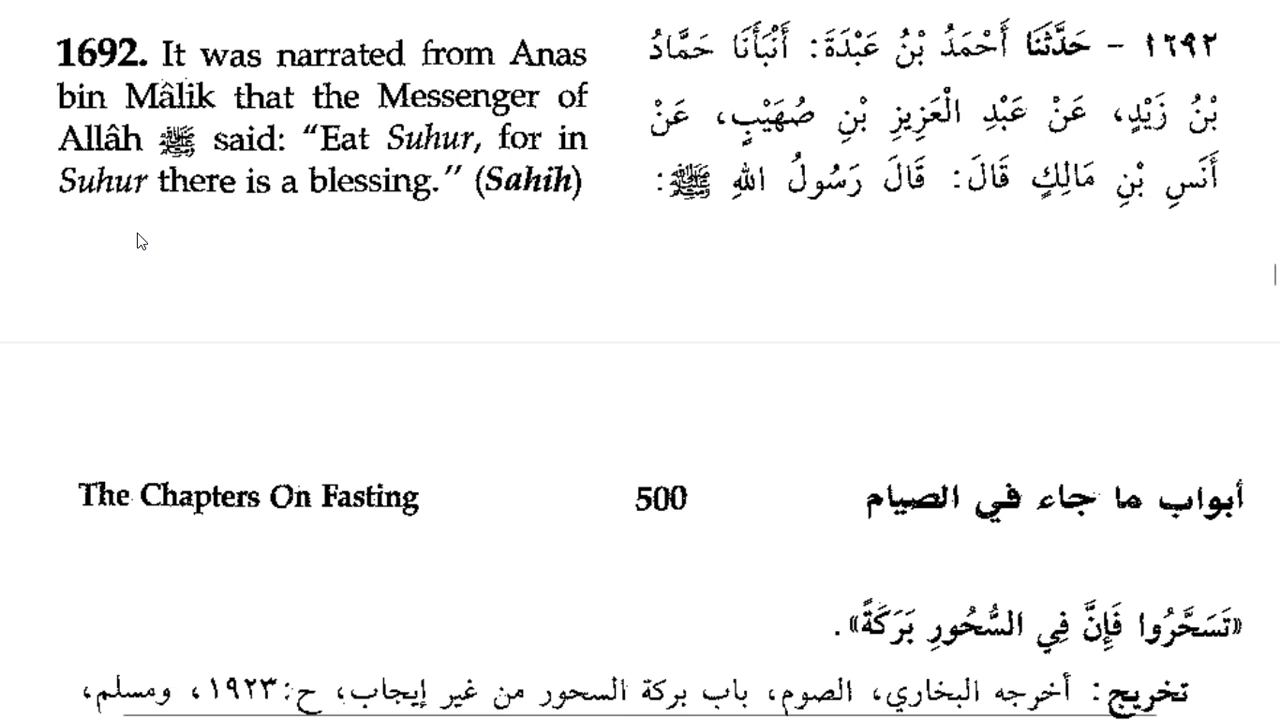 1692. It was narrated from Anas
bin Mâlik that the Messenger of
Allâh ﷺ said: “Eat Suhur, for in
Suhur there is a blessing.” (Sahih)
١٦٩٢ - حَدَّثَنَا أَحْمَدُ بْنُ عَبْدَةَ: أَنْبَأَنَا حَمَّادُ
بْنُ زَيْدٍ، عَنْ عَبْدِ الْعَزِيزِ بْنِ صُهَيْبٍ، عَنْ
أَنَسِ بْنِ مَالِكٍ قَالَ: قَالَ رَسُولُ اللهِ ﷺ:
The Chapters On Fasting 500 أبواب ما جاء في الصيام
«تَسَحَّرُوا فَإِنَّ فِي السُّحُورِ بَرَكَةً».
تخريج: أخرجه البخاري، الصوم، باب بركة السحور من غير إيجاب، ح:١٩٢٣، ومسلم،